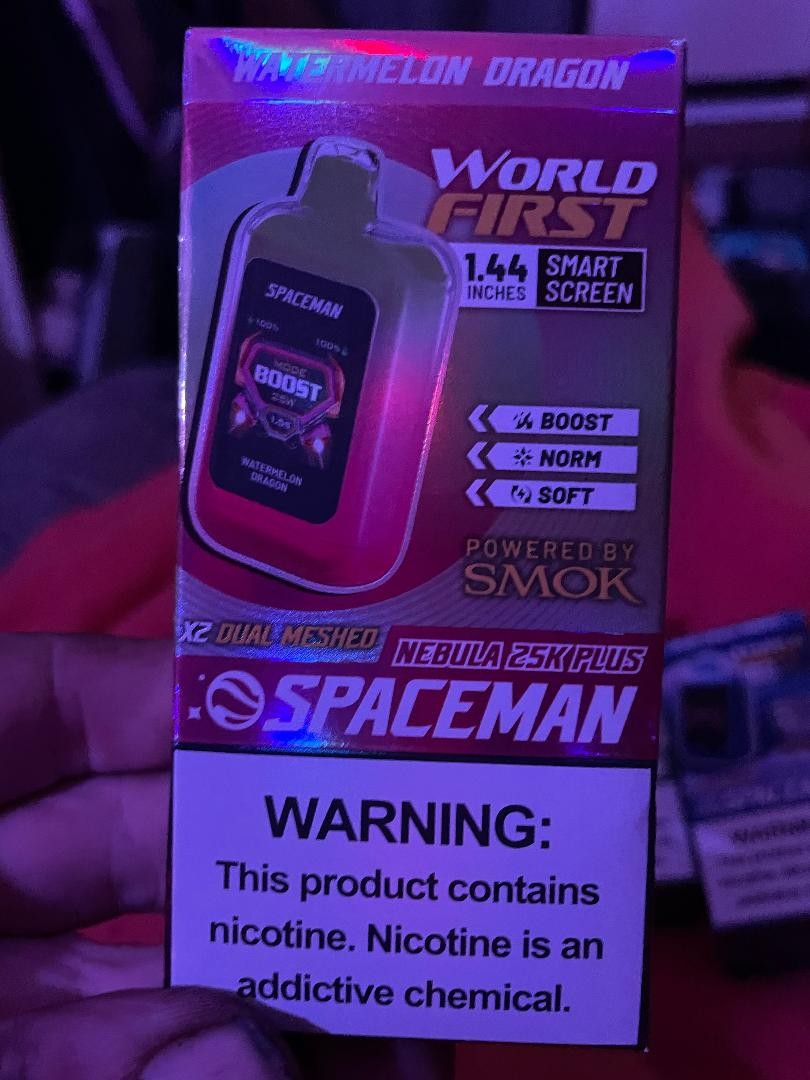 WATERMELON DRAGON
WORLD
FIRST
1.44
INCHES
SMART
SCREEN
SPACEMAN
100%
100%
MODE
BOOST
25W
WATERMELON
DRAGON
BOOST
NORM
SOFT
POWERED BY
SMOK
X2 DUAL MESHED
NEBULA 25K PLUS
SPACEMAN
WARNING:
This product contains
nicotine. Nicotine is an
addictive chemical.